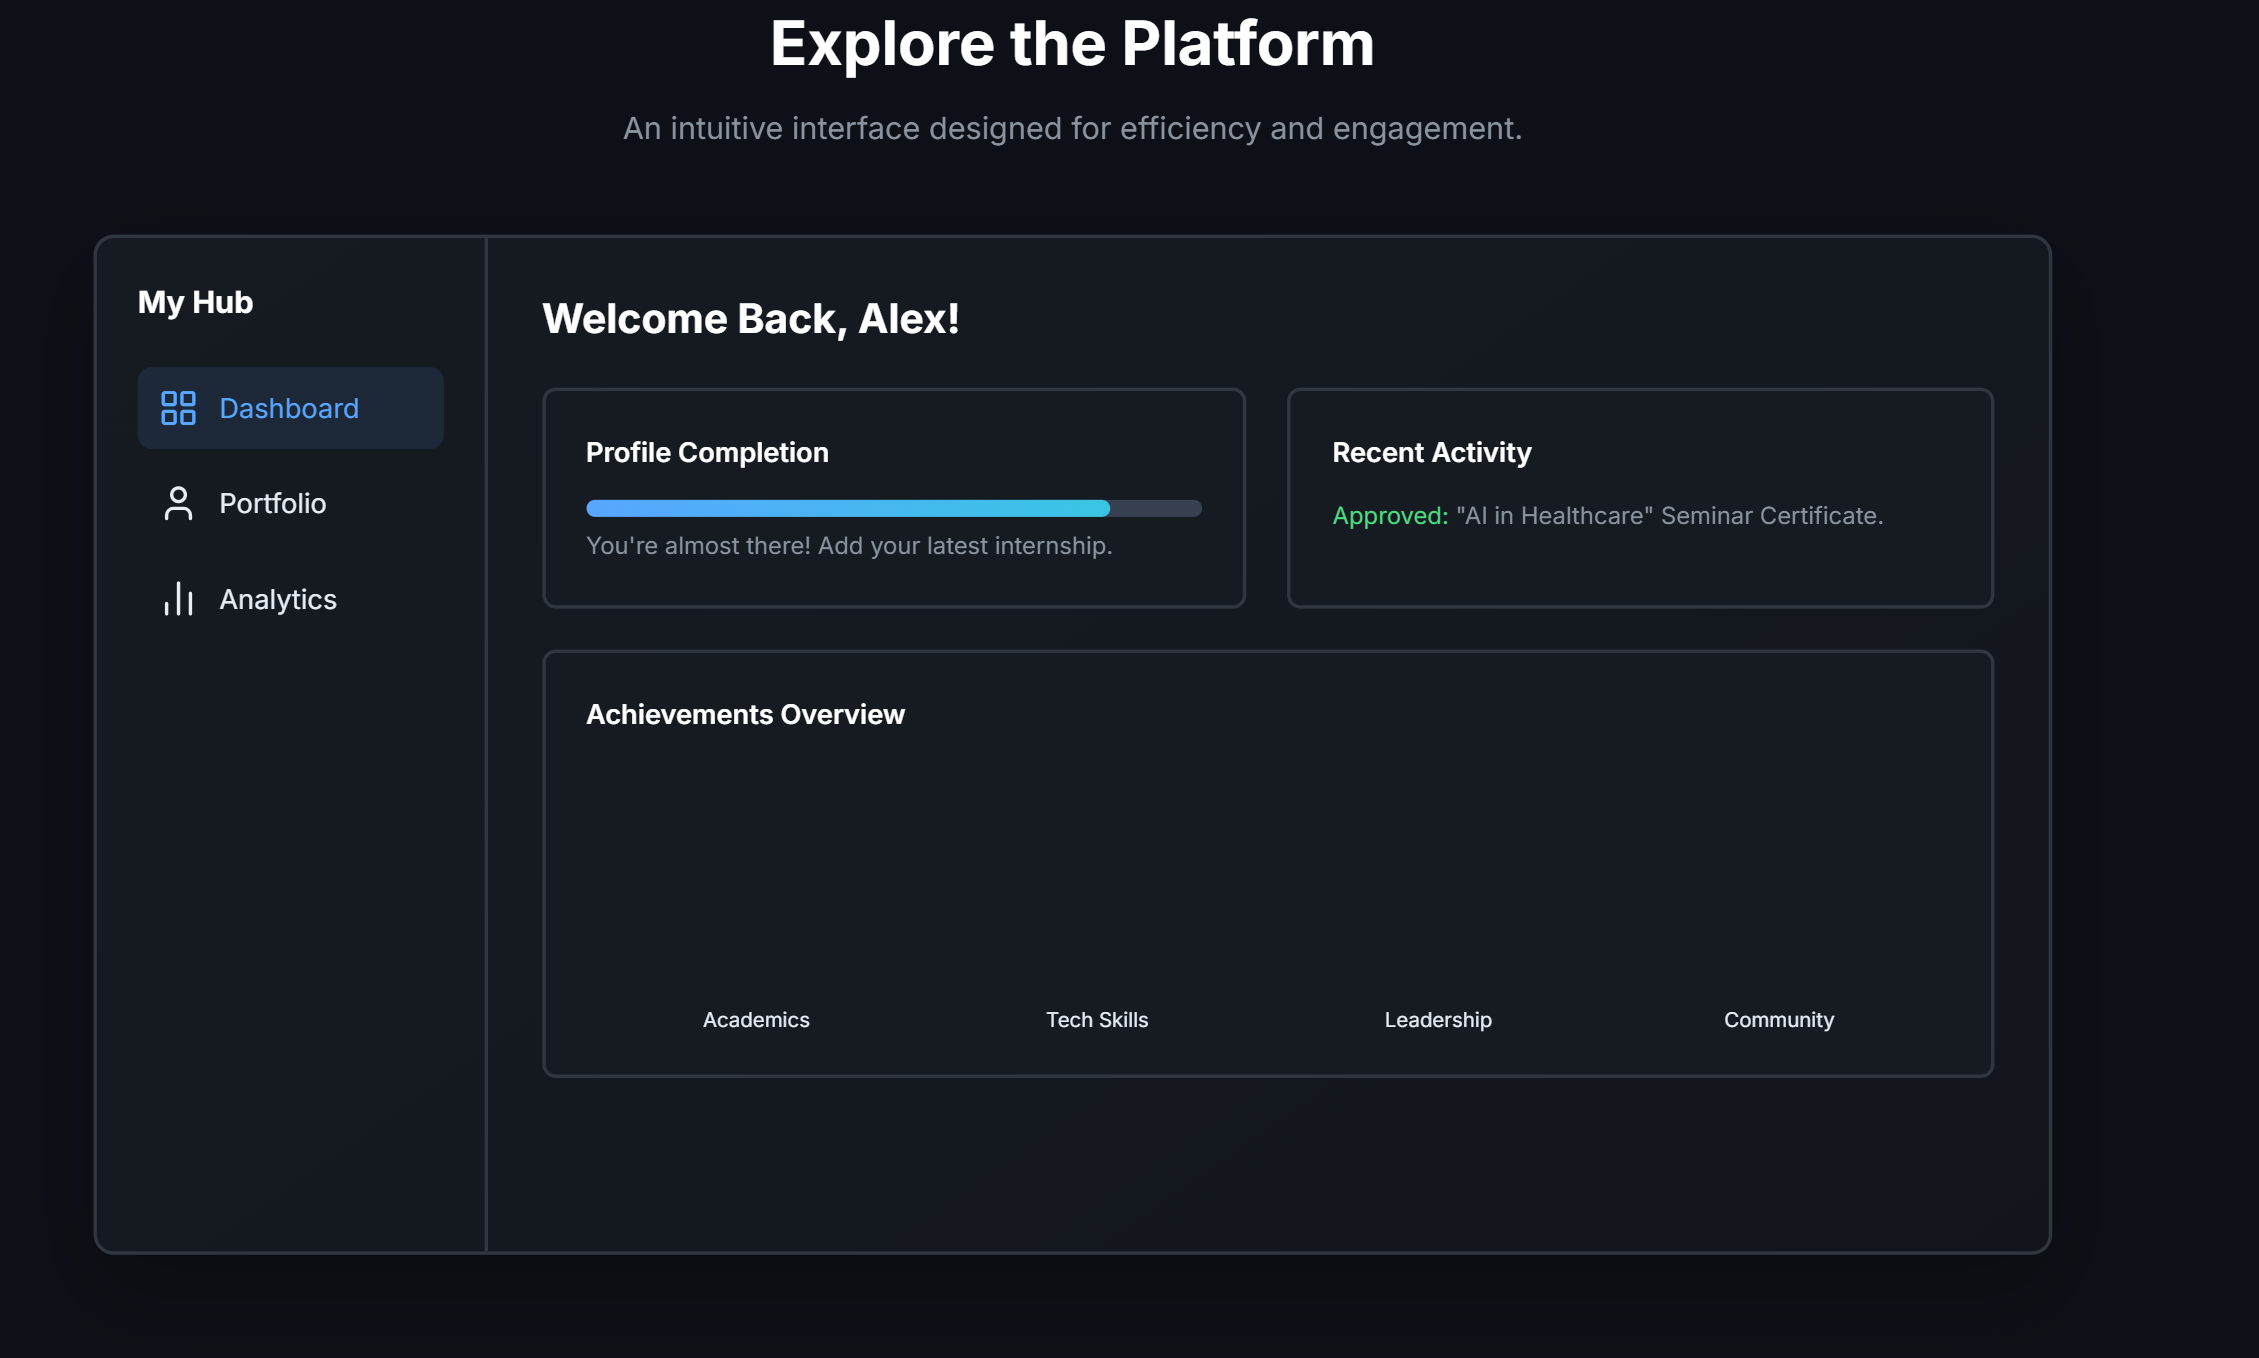 Explore the Platform
An intuitive interface designed for efficiency and engagement.
My Hub
Dashboard
Portfolio
Analytics
Welcome Back, Alex!
Profile Completion
You're almost there! Add your latest internship.
Recent Activity
Approved: "AI in Healthcare" Seminar Certificate.
Achievements Overview
Academics
Tech Skills
Leadership
Community